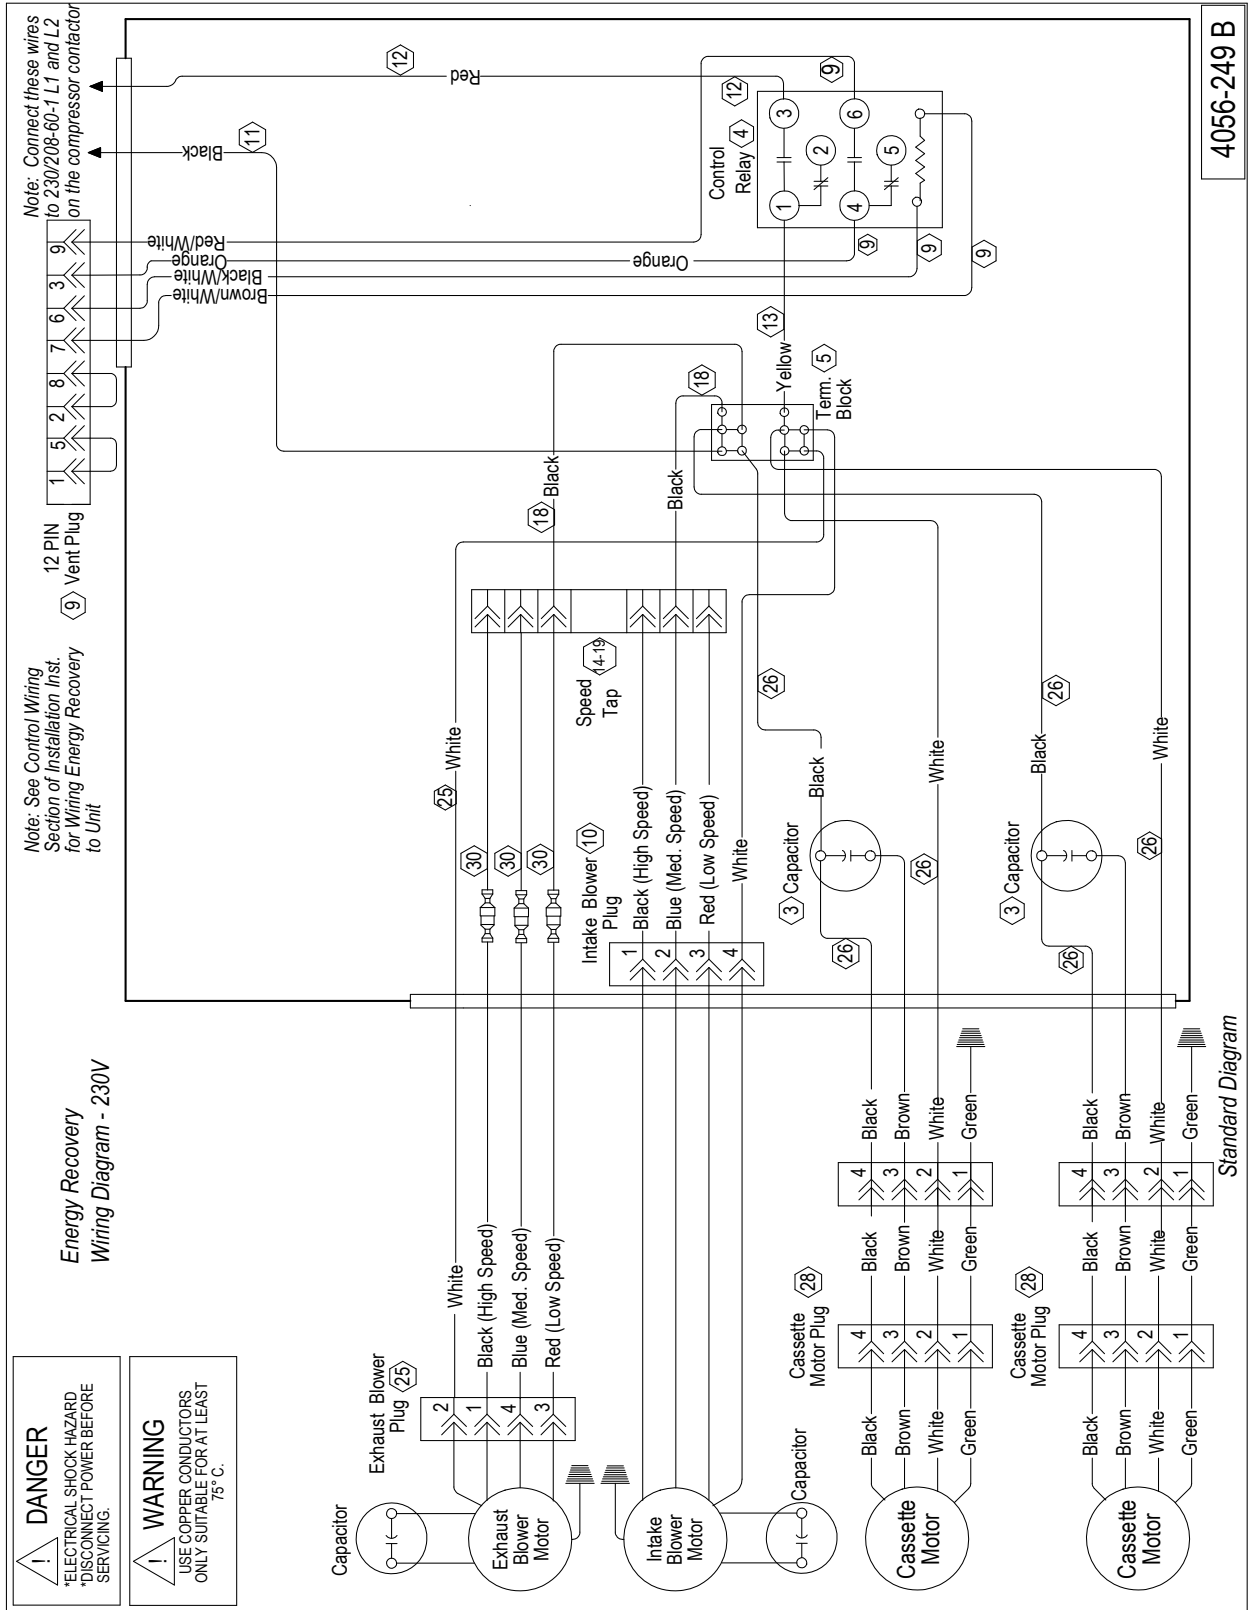 DANGER
*ELECTRICAL SHOCK HAZARD
*DISCONNECT POWER BEFORE
SERVICING.
WARNING
USE COPPER CONDUCTORS
ONLY SUITABLE FOR AT LEAST
75° C.
Energy Recovery
Wiring Diagram - 230V
Note: See Control Wiring
Section of Installation Inst.
for Wiring Energy Recovery
to Unit
12 PIN
9 Vent Plug
1
5
2
8
7
6
3
9
Note: Connect these wires
to 230/208-60-1 L1 and L2
on the compressor contactor
Red/White
Orange
Black/White
Brown/White
Orange
Black
11
Red
12
12
Control
Relay 4
1
2
3
4
5
6
9
9
9
9
13
Yellow
Term. 5
Block
18
18
Black
Black
Speed
Tap
14-19
White
25
30
30
30
Intake Blower 10
Plug
1
2
3
4
Black (High Speed)
Blue (Med. Speed)
Red (Low Speed)
White
Exhaust Blower
Plug 25
2
1
4
3
White
Black (High Speed)
Blue (Med. Speed)
Red (Low Speed)
Capacitor
Exhaust
Blower
Motor
Intake
Blower
Motor
Capacitor
Cassette
Motor
Black
Brown
White
Green
Cassette
Motor Plug 28
4
3
2
1
Black
Brown
White
Green
4
3
2
1
Black
Brown
White
Green
26
3 Capacitor
26
Black
26
White
Cassette
Motor
Black
Brown
White
Green
Cassette
Motor Plug 28
4
3
2
1
Black
Brown
White
Green
4
3
2
1
Black
Brown
White
Green
26
3 Capacitor
26
Black
26
White
Standard Diagram
4056-249 B